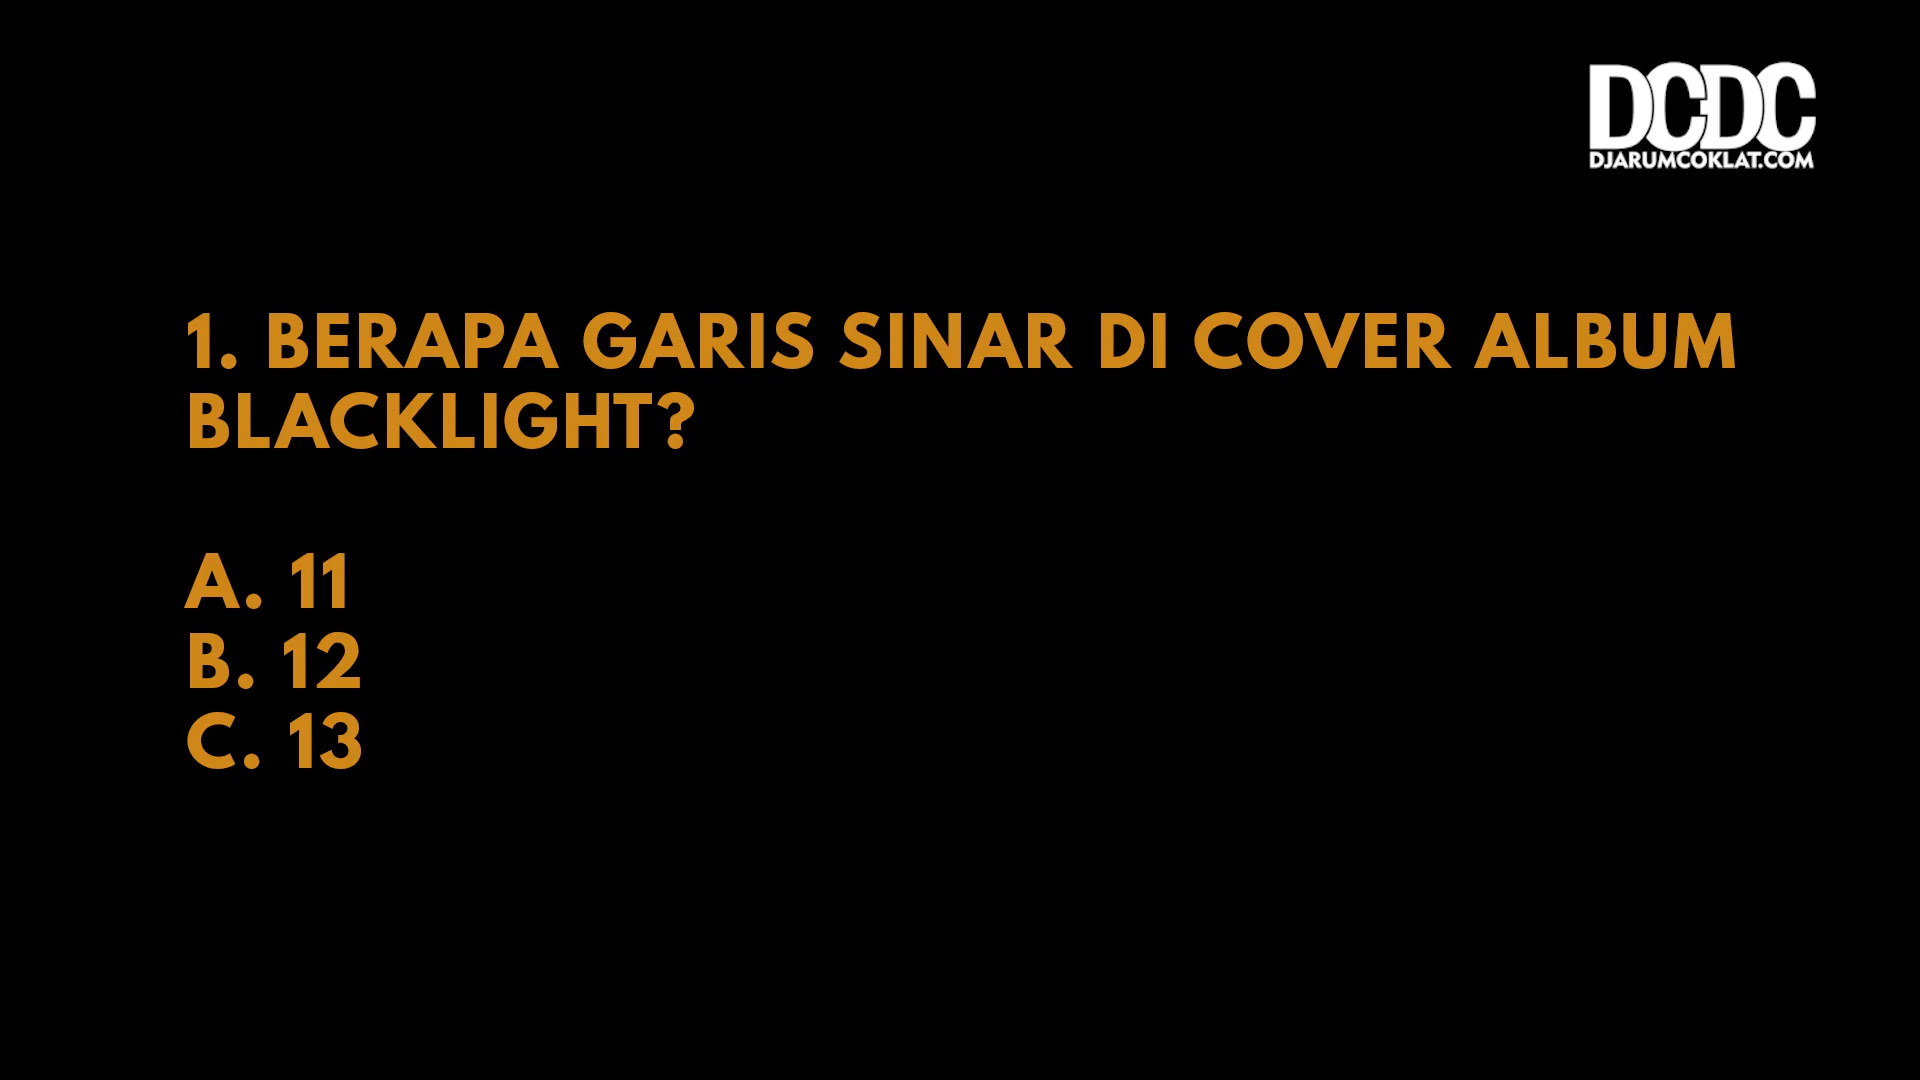 DCDC
DJARUMCOKLAT.COM
1. BERAPA GARIS SINAR DI COVER ALBUM
BLACKLIGHT?
A. 11
B. 12
C. 13